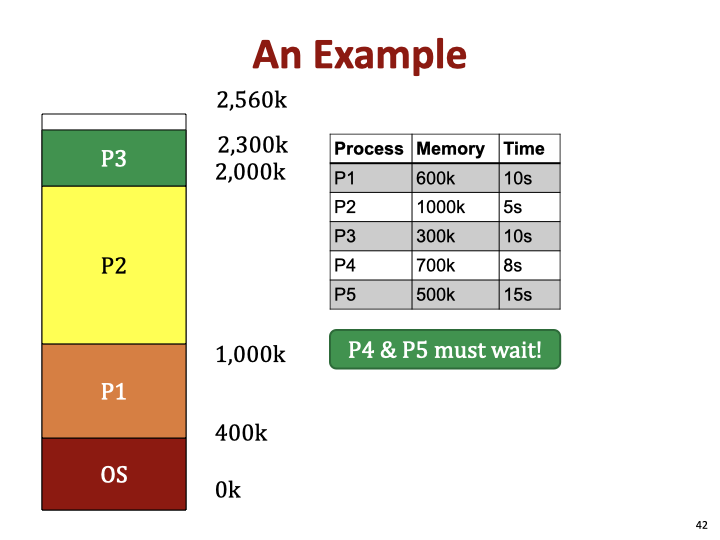 An Example
2,560k
P3
2,300k
2,000k
P2
1,000k
P1
400k
OS
0k
Process Memory Time
P1 600k 10s
P2 1000k 5s
P3 300k 10s
P4 700k 8s
P5 500k 15s
P4 & P5 must wait!
42